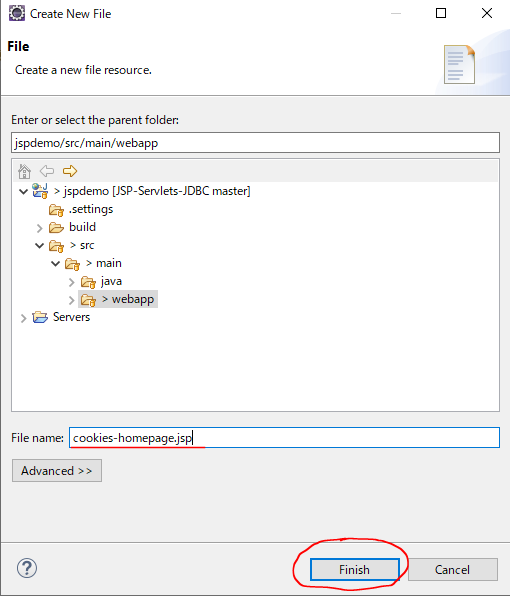 Create New File
File
Create a new file resource.
Enter or select the parent folder:
jspdemo/src/main/webapp
> jspdemo [JSP-Servlets-JDBC master]
.settings
build
> src
> main
java
> webapp
Servers
File name: cookies-homepage.jsp
Advanced >>
? Finish Cancel